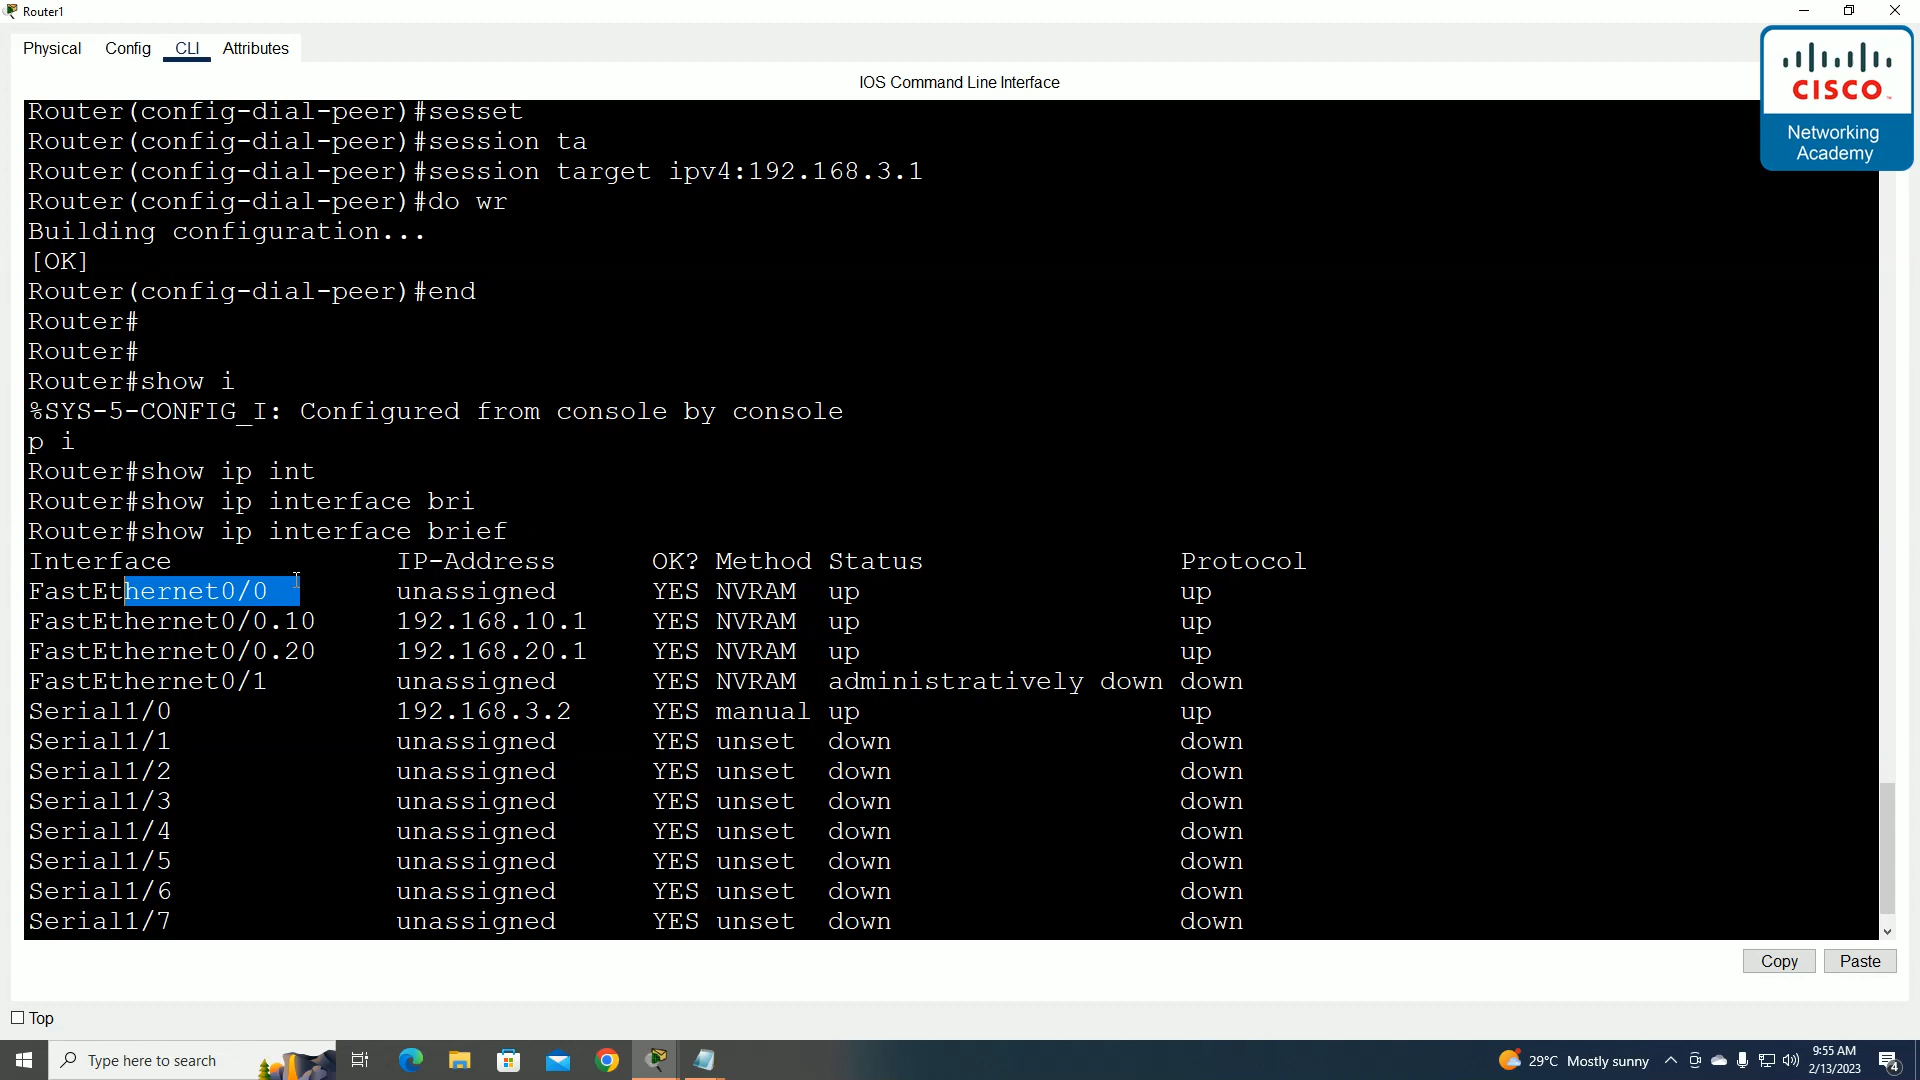 Router1
Physical Config CLI Attributes
IOS Command Line Interface
CISCO
Networking
Academy
Router(config-dial-peer)#sesset
Router(config-dial-peer)#session ta
Router(config-dial-peer)#session target ipv4:192.168.3.1
Router(config-dial-peer)#do wr
Building configuration...
[OK]
Router(config-dial-peer)#end
Router#
Router#
Router#show i
%SYS-5-CONFIG_I: Configured from console by console
p i
Router#show ip int
Router#show ip interface bri
Router#show ip interface brief
Interface IP-Address OK? Method Status Protocol
FastEthernet0/0 unassigned YES NVRAM up up
FastEthernet0/0.10 192.168.10.1 YES NVRAM up up
FastEthernet0/0.20 192.168.20.1 YES NVRAM up up
FastEthernet0/1 unassigned YES NVRAM administratively down down
Serial1/0 192.168.3.2 YES manual up up
Serial1/1 unassigned YES unset down down
Serial1/2 unassigned YES unset down down
Serial1/3 unassigned YES unset down down
Serial1/4 unassigned YES unset down down
Serial1/5 unassigned YES unset down down
Serial1/6 unassigned YES unset down down
Serial1/7 unassigned YES unset down down
Copy Paste
Top
Type here to search
29°C Mostly sunny
9:55 AM
2/13/2023
4